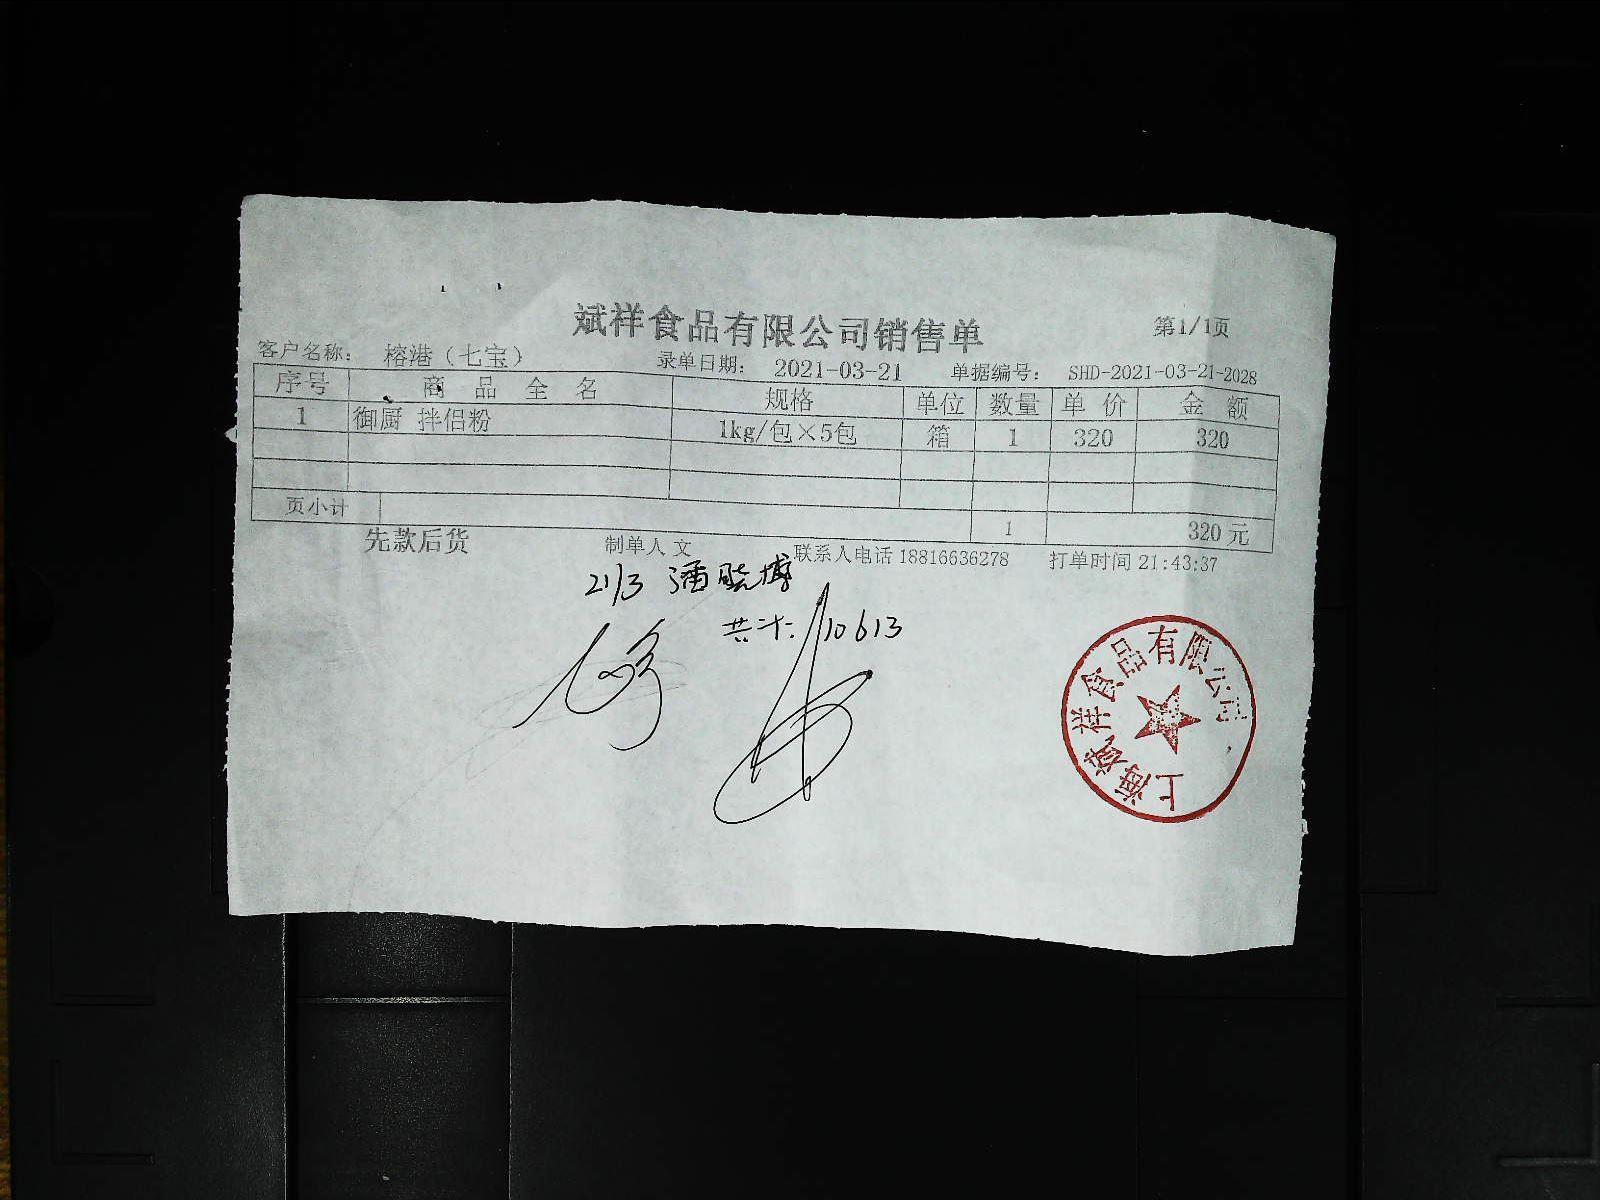 斌祥食品有限公司销售单
第1/1页
客户名称： 榕港（七宝） 录单日期： 2021-03-21 单据编号： SHD-2021-03-21-2028
序号 商品全名 规格 单位 数量 单价 金额
1 御厨 拌侣粉 1kg/包×5包 箱 1 320 320
页小计 1 320元
先款后货 制单人 文 联系人电话 18816636278 打单时间 21:43:37
21/3 潘晓博
10613
上海斌祥食品有限公司